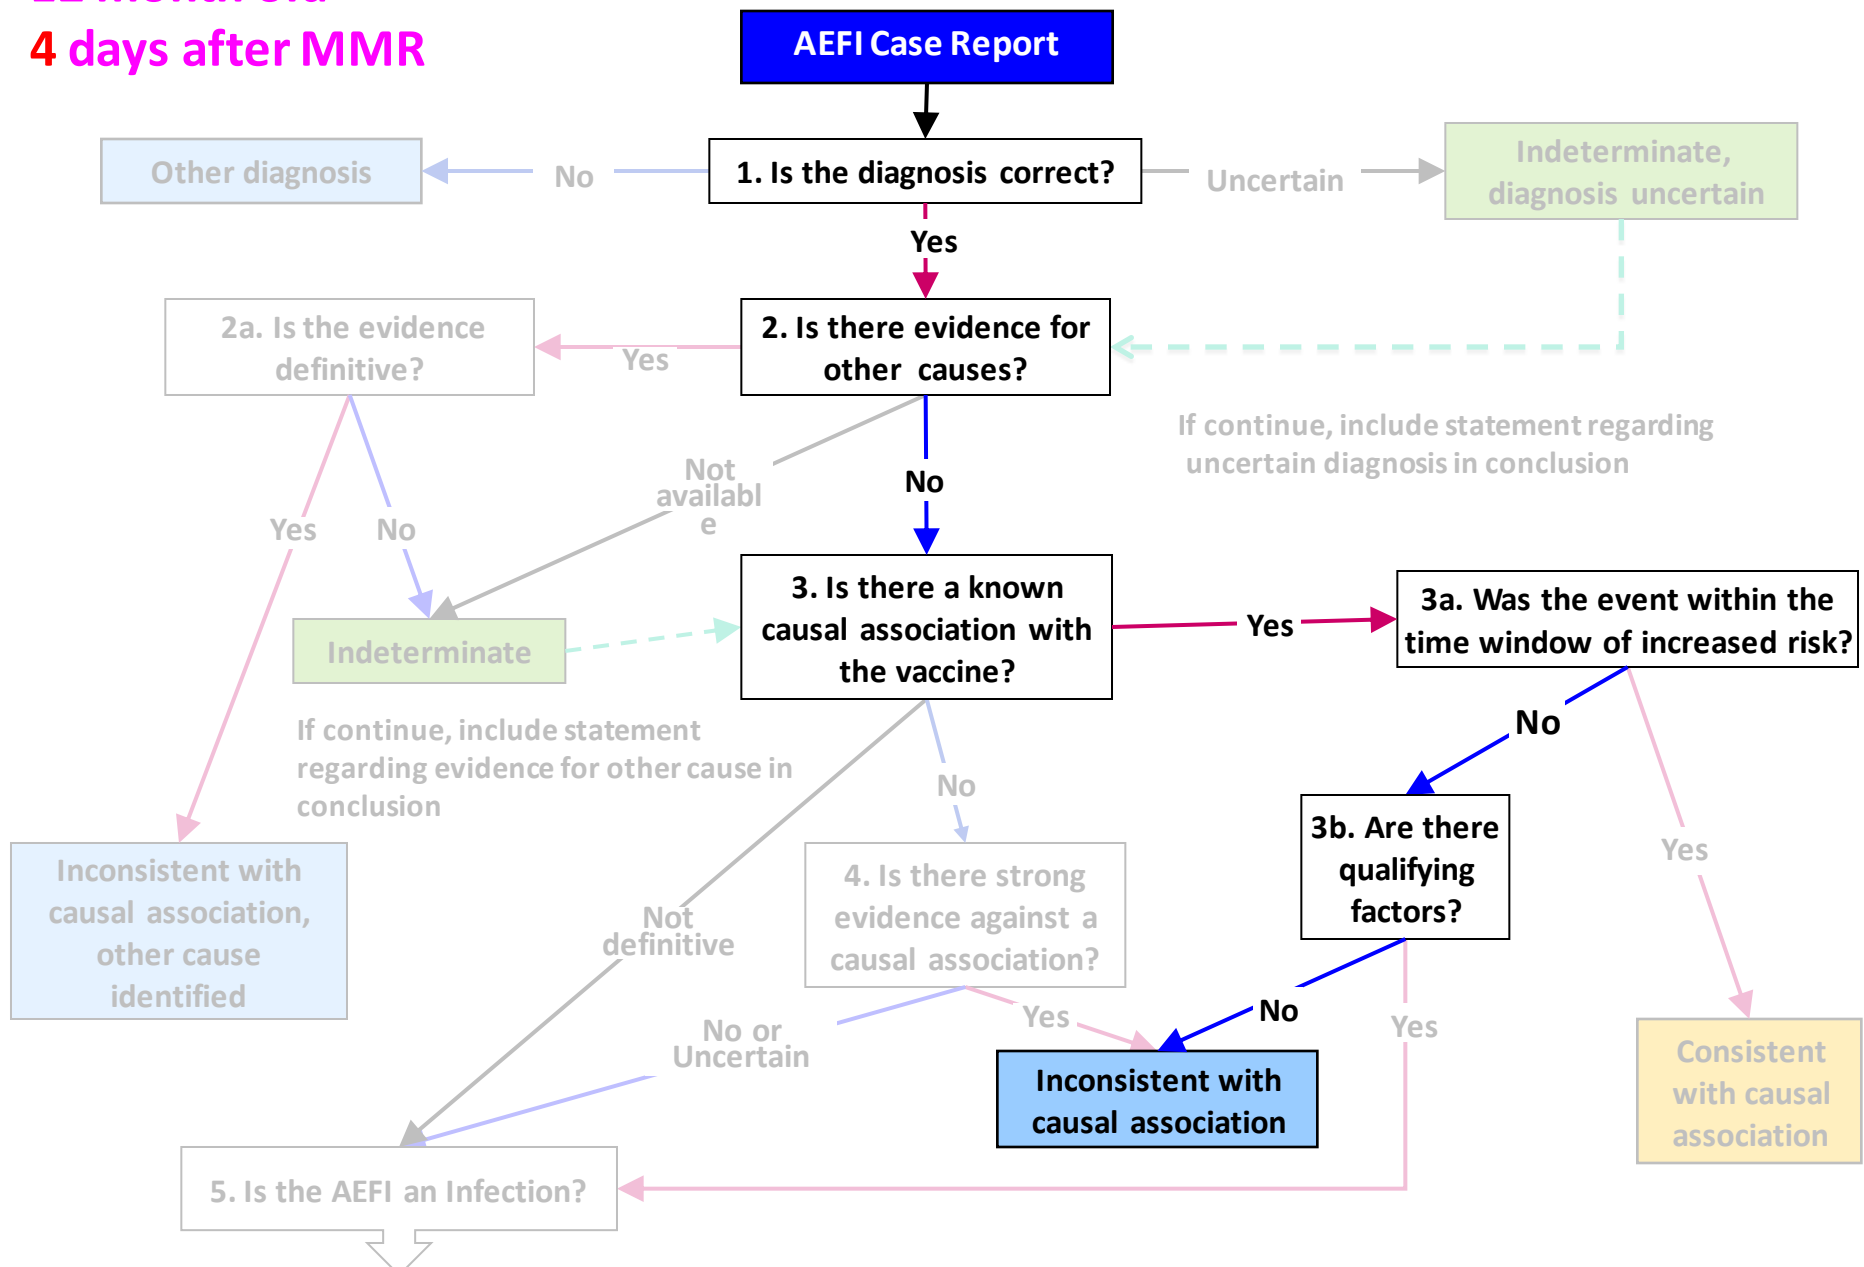 4 days after MMR
AEFI Case Report
Other diagnosis
No
1. Is the diagnosis correct?
Uncertain
Indeterminate,
diagnosis uncertain
Yes
2a. Is the evidence
definitive?
Yes
2. Is there evidence for
other causes?
If continue, include statement regarding
uncertain diagnosis in conclusion
Yes
No
Not
availabl
e
No
Indeterminate
3. Is there a known
causal association with
the vaccine?
Yes
3a. Was the event within the
time window of increased risk?
If continue, include statement
regarding evidence for other cause in
conclusion
No
No
Yes
Inconsistent with
causal association,
other cause
identified
Not
definitive
4. Is there strong
evidence against a
causal association?
3b. Are there
qualifying
factors?
No or
Uncertain
Yes
No
Yes
Inconsistent with
causal association
Consistent
with causal
association
5. Is the AEFI an Infection?